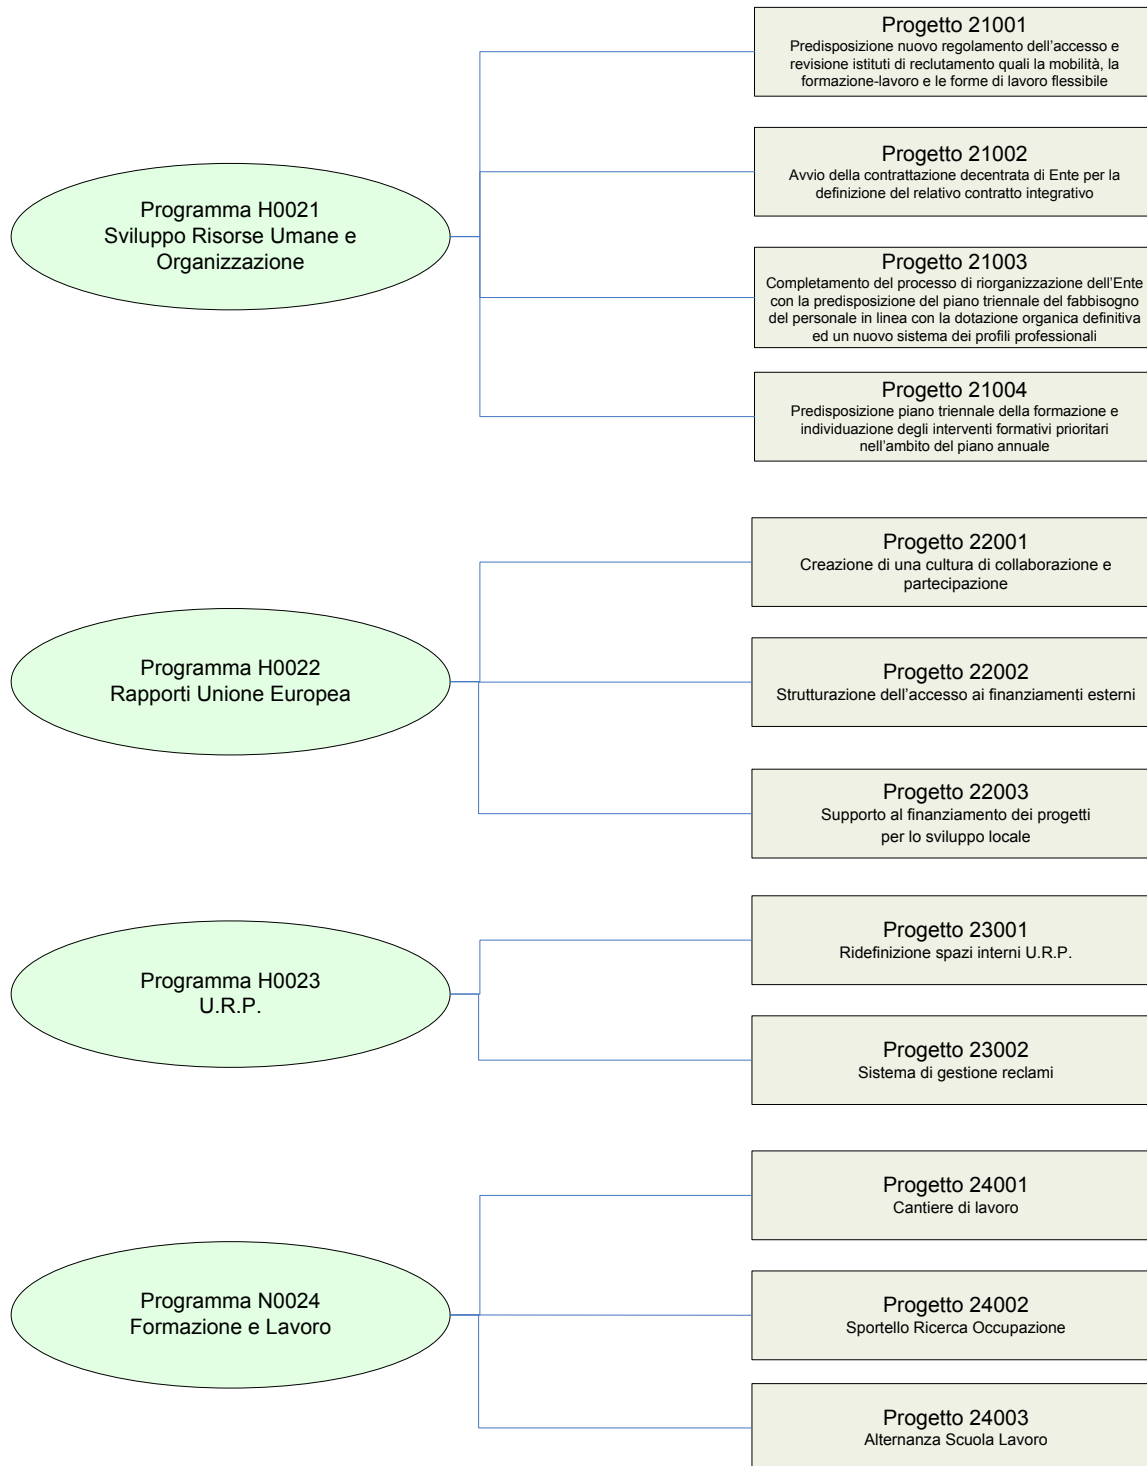 Programma H0021
Sviluppo Risorse Umane e
Organizzazione
Progetto 21001
Predisposizione nuovo regolamento dell'accesso e
revisione istituti di reclutamento quali la mobilità, la
formazione-lavoro e le forme di lavoro flessibile
Progetto 21002
Avvio della contrattazione decentrata di Ente per la
definizione del relativo contratto integrativo
Progetto 21003
Completamento del processo di riorganizzazione dell'Ente
con la predisposizione del piano triennale del fabbisogno
del personale in linea con la dotazione organica definitiva
ed un nuovo sistema dei profili professionali
Progetto 21004
Predisposizione piano triennale della formazione e
individuazione degli interventi formativi prioritari
nell'ambito del piano annuale
Programma H0022
Rapporti Unione Europea
Progetto 22001
Creazione di una cultura di collaborazione e
partecipazione
Progetto 22002
Strutturazione dell'accesso ai finanziamenti esterni
Progetto 22003
Supporto al finanziamento dei progetti
per lo sviluppo locale
Programma H0023
U.R.P.
Progetto 23001
Ridefinizione spazi interni U.R.P.
Progetto 23002
Sistema di gestione reclami
Programma N0024
Formazione e Lavoro
Progetto 24001
Cantiere di lavoro
Progetto 24002
Sportello Ricerca Occupazione
Progetto 24003
Alternanza Scuola Lavoro